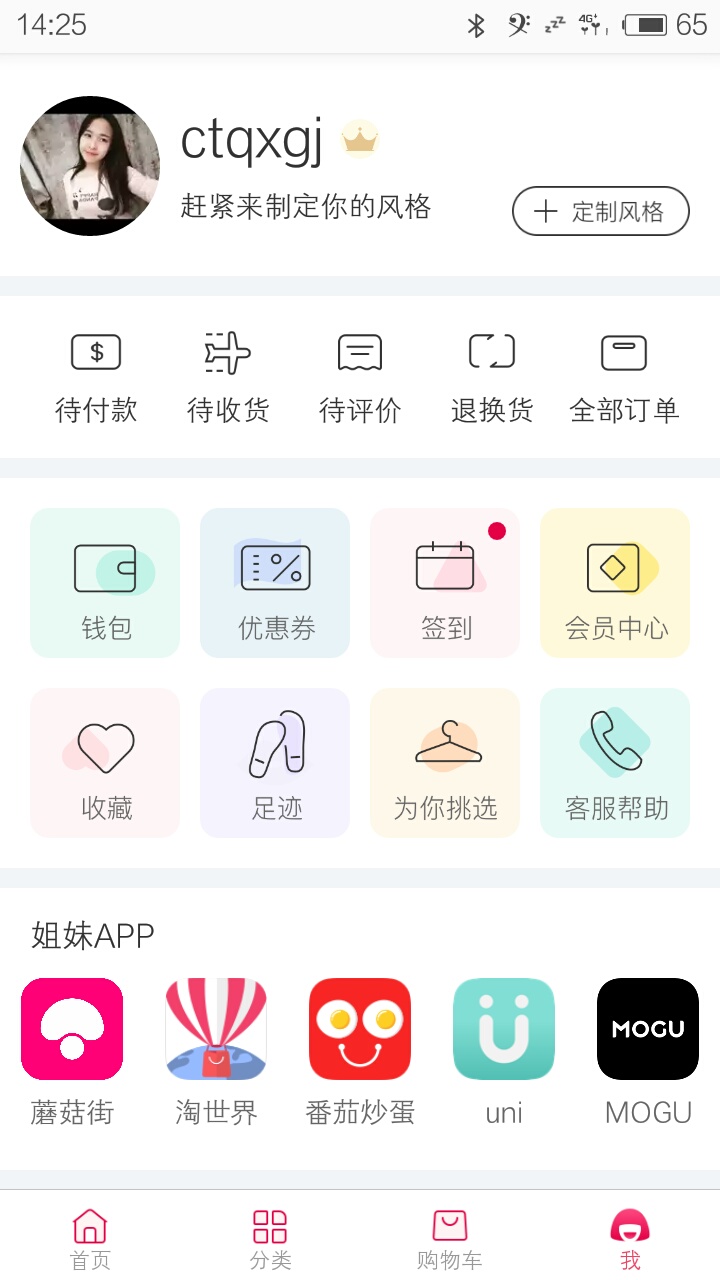 14:25
4G
65
ctqxgj
赶紧来制定你的风格
定制风格
待付款 待收货 待评价 退换货 全部订单
钱包 优惠券 签到 会员中心
收藏 足迹 为你挑选 客服帮助
姐妹APP
MOGU
蘑菇街 淘世界 番茄炒蛋 uni MOGU
首页 分类 购物车 我